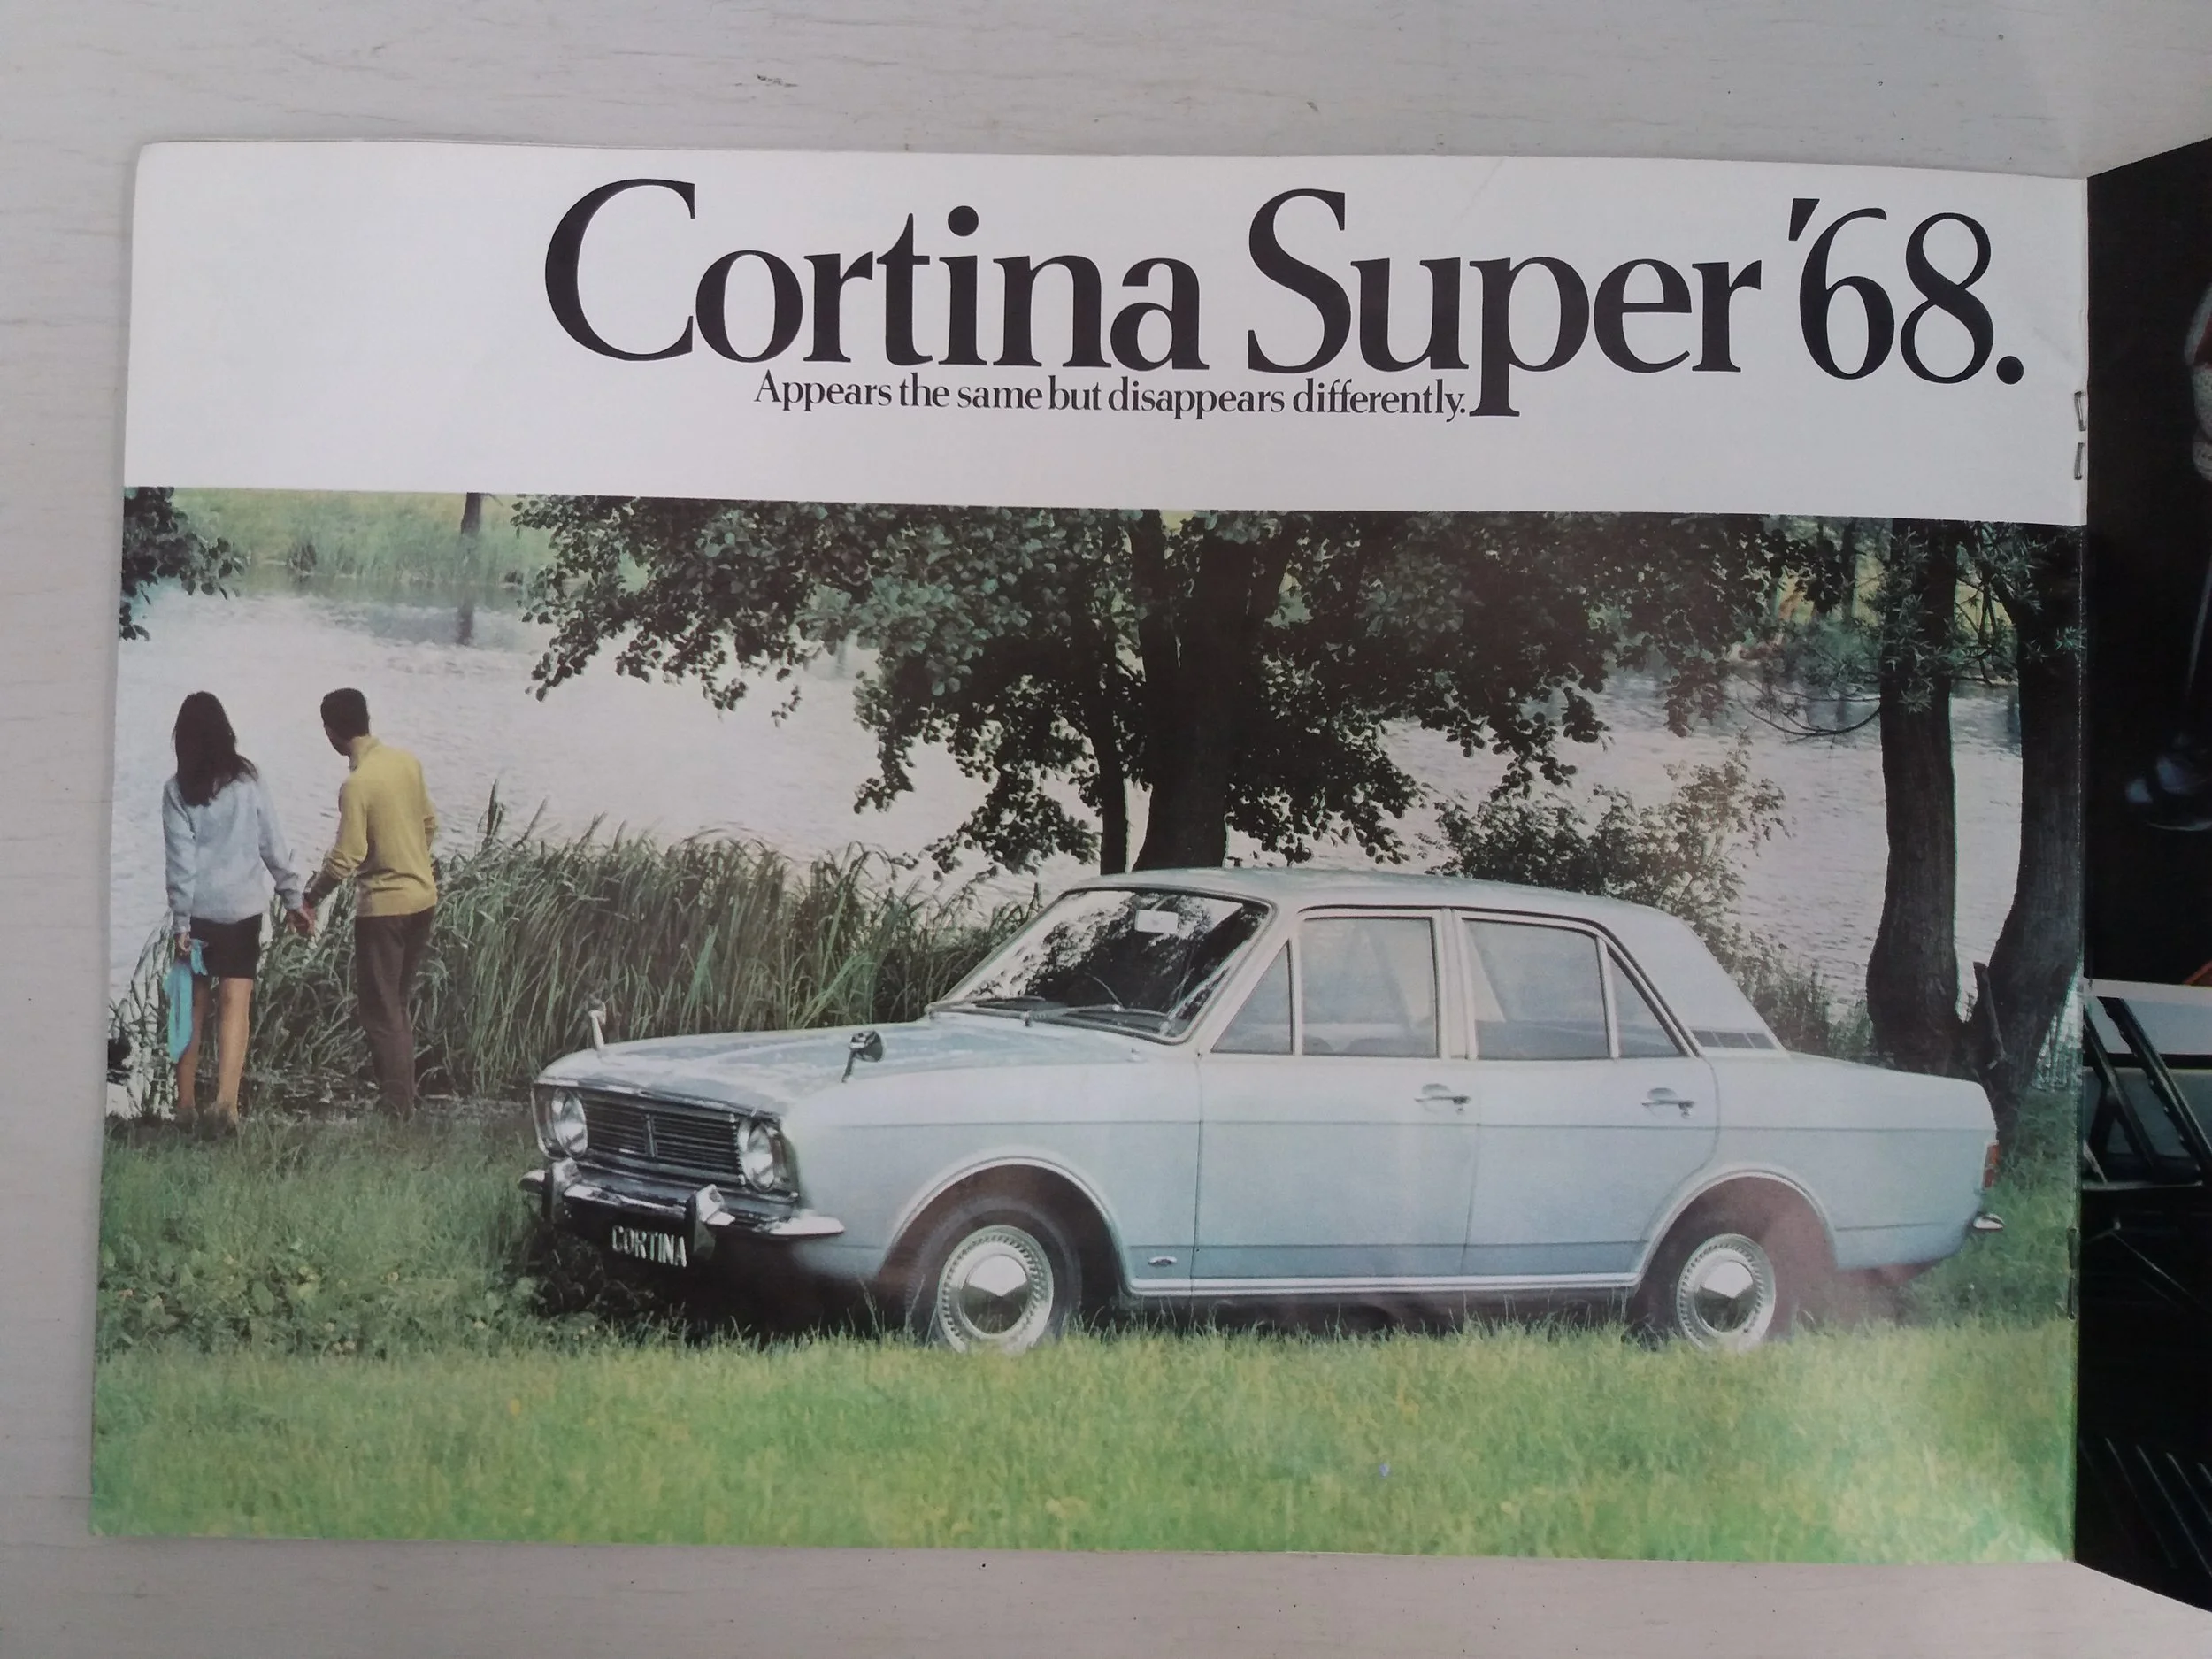 Cortina Super '68.
Appears the same but disappears differently.
CORTINA